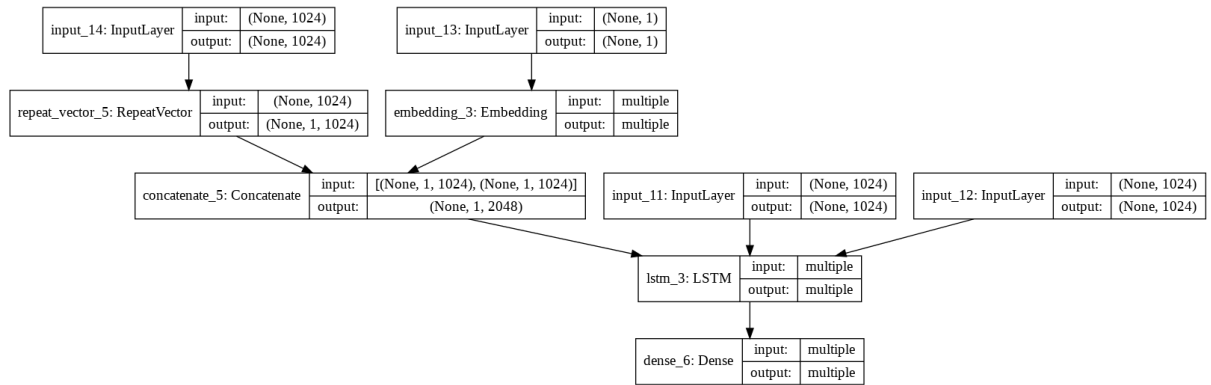 input_14: InputLayer input: (None, 1024) output: (None, 1024)
input_13: InputLayer input: (None, 1) output: (None, 1)
repeat_vector_5: RepeatVector input: (None, 1024) output: (None, 1, 1024)
embedding_3: Embedding input: multiple output: multiple
concatenate_5: Concatenate input: [(None, 1, 1024), (None, 1, 1024)] output: (None, 1, 2048)
input_11: InputLayer input: (None, 1024) output: (None, 1024)
input_12: InputLayer input: (None, 1024) output: (None, 1024)
lstm_3: LSTM input: multiple output: multiple
dense_6: Dense input: multiple output: multiple